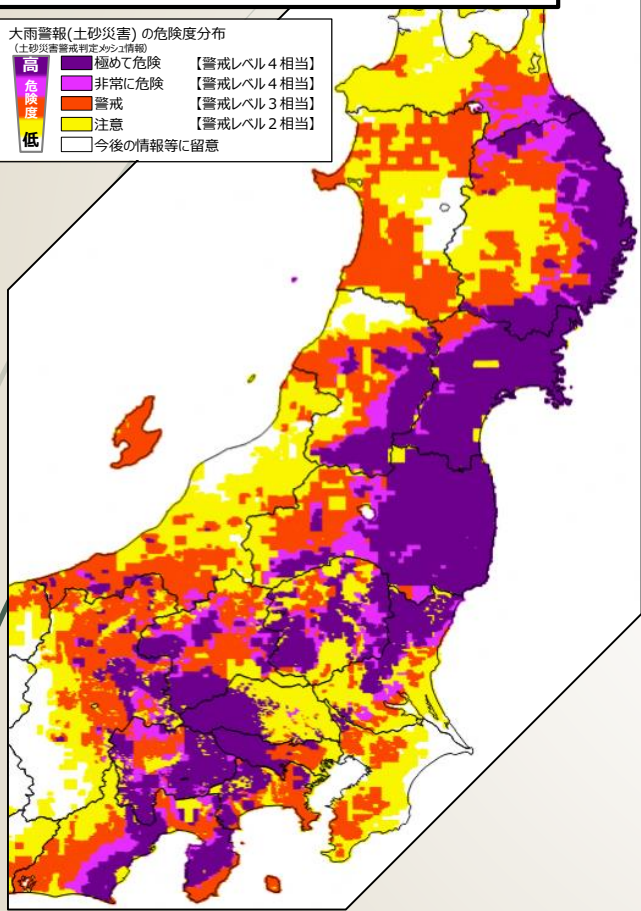 大雨警報(土砂災害) の危険度分布
(土砂災害警戒判定メッシュ情報)
高
危険度
低
極めて危険 【警戒レベル4相当】
非常に危険 【警戒レベル4相当】
警戒 【警戒レベル3相当】
注意 【警戒レベル2相当】
今後の情報等に留意